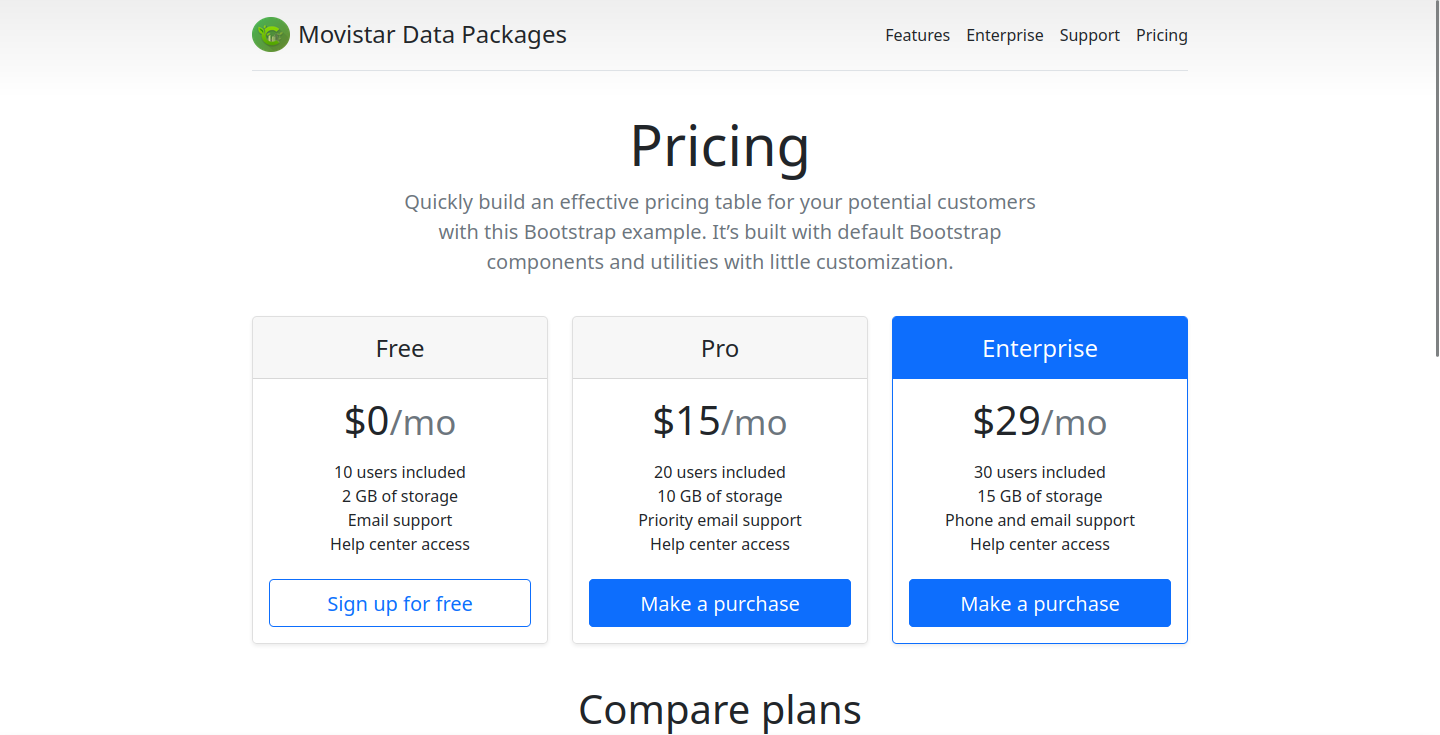 Movistar Data Packages
Features
Enterprise
Support
Pricing
Pricing
Quickly build an effective pricing table for your potential customers
with this Bootstrap example. It’s built with default Bootstrap
components and utilities with little customization.
Free
$0/mo
10 users included
2 GB of storage
Email support
Help center access
Sign up for free
Pro
$15/mo
20 users included
10 GB of storage
Priority email support
Help center access
Make a purchase
Enterprise
$29/mo
30 users included
15 GB of storage
Phone and email support
Help center access
Make a purchase
Compare plans